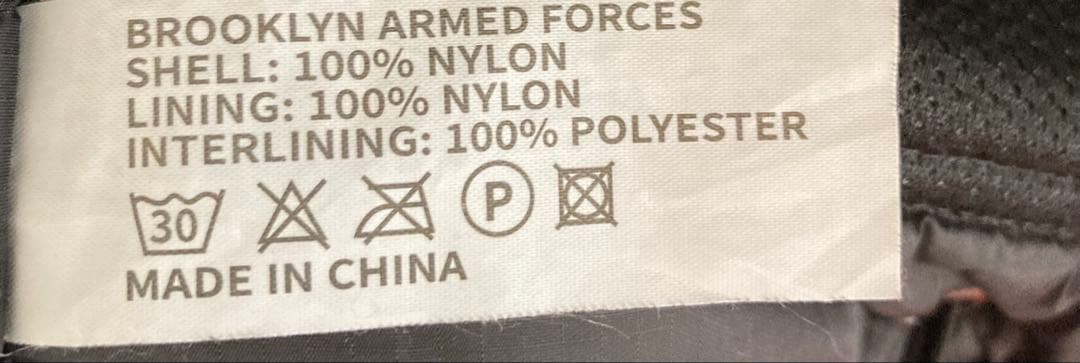 BROOKLYN ARMED FORCES
SHELL: 100% NYLON
LINING: 100% NYLON
INTERLINING: 100% POLYESTER
30 P
MADE IN CHINA